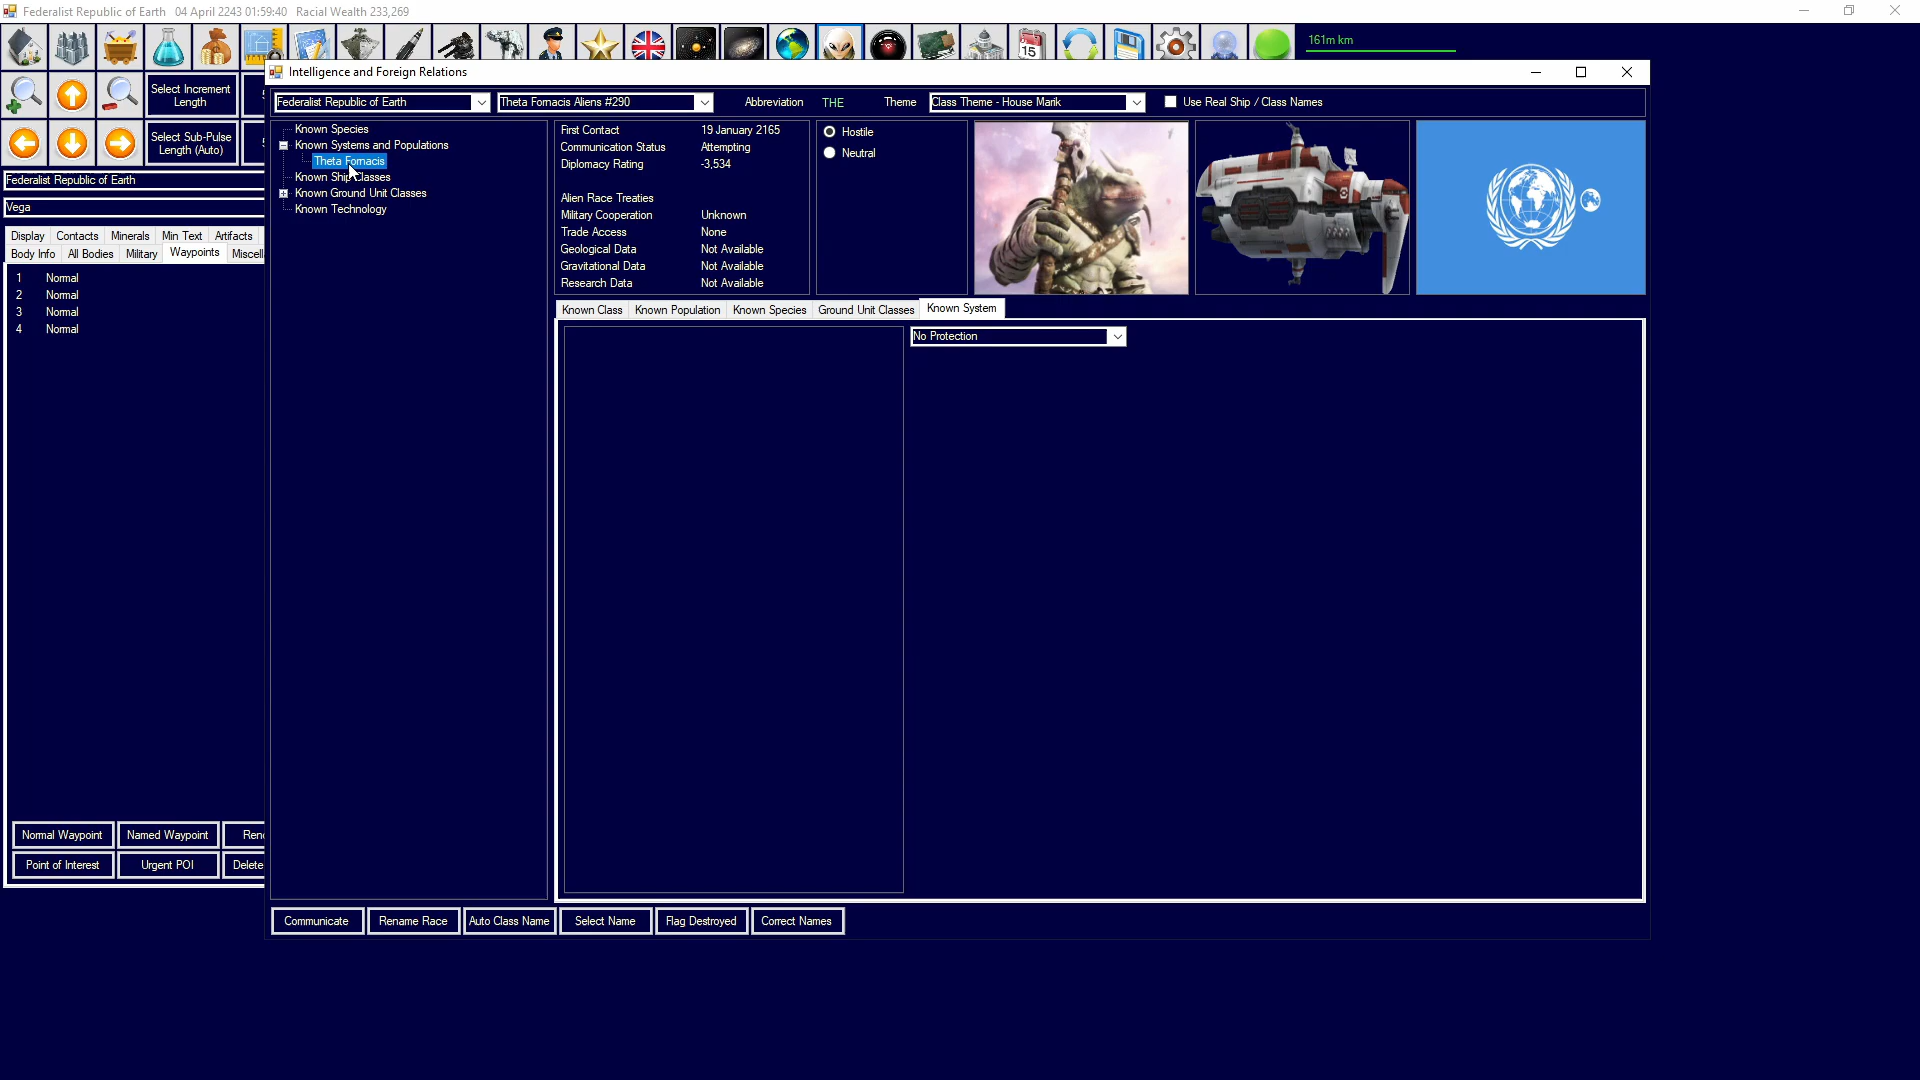 Federalist Republic of Earth 04 April 2243 01:59:40 Racial Wealth 233,269
15
161m km
Intelligence and Foreign Relations
Select Increment Length
Federalist Republic of Earth
Theta Fornacis Aliens #290
Abbreviation THE
Theme
Class Theme - House Marik
Use Real Ship / Class Names
Select Sub-Pulse Length (Auto)
Federalist Republic of Earth
Vega
Display Contacts Minerals Min Text Artifacts
Body Info All Bodies Military Waypoints
1 Normal
2 Normal
3 Normal
4 Normal
Normal Waypoint Named Waypoint
Point of Interest Urgent POI Delete
Known Species
Known Systems and Populations
Theta Fornacis
Known Ship Classes
Known Ground Unit Classes
Known Technology
First Contact 19 January 2165
Communication Status Attempting
Diplomacy Rating -3,534
Alien Race Treaties
Military Cooperation Unknown
Trade Access None
Geological Data Not Available
Gravitational Data Not Available
Research Data Not Available
Hostile
Neutral
Known Class Known Population Known Species Ground Unit Classes Known System
No Protection
Communicate Rename Race Auto Class Name Select Name Flag Destroyed Correct Names